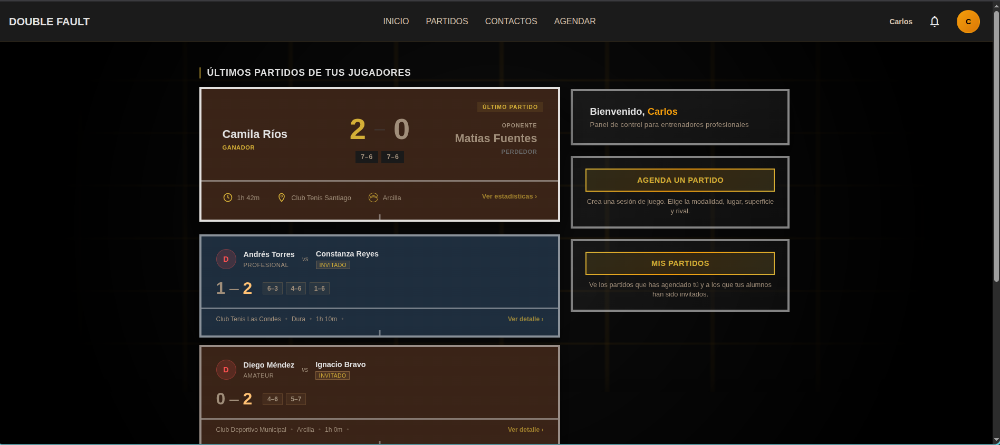 DOUBLE FAULT
INICIO PARTIDOS CONTACTOS AGENDAR
Carlos
C
ÚLTIMOS PARTIDOS DE TUS JUGADORES
ÚLTIMO PARTIDO
Camila Ríos
GANADOR
2 — 0
7–6 7–6
OPONENTE
Matías Fuentes
PERDEDOR
1h 42m
Club Tenis Santiago
Arcilla
Ver estadísticas ›
D
Andrés Torres
PROFESIONAL
vs
Constanza Reyes
INVITADO
1 – 2
6–3 4–6 1–6
Club Tenis Las Condes • Dura • 1h 10m •
Ver detalle ›
D
Diego Méndez
AMATEUR
vs
Ignacio Bravo
INVITADO
0 – 2
4–6 5–7
Club Deportivo Municipal • Arcilla • 1h 0m •
Ver detalle ›
Bienvenido, Carlos
Panel de control para entrenadores profesionales
AGENDA UN PARTIDO
Crea una sesión de juego. Elige la modalidad, lugar, superficie
y rival.
MIS PARTIDOS
Ve los partidos que has agendado tú y a los que tus alumnos
han sido invitados.